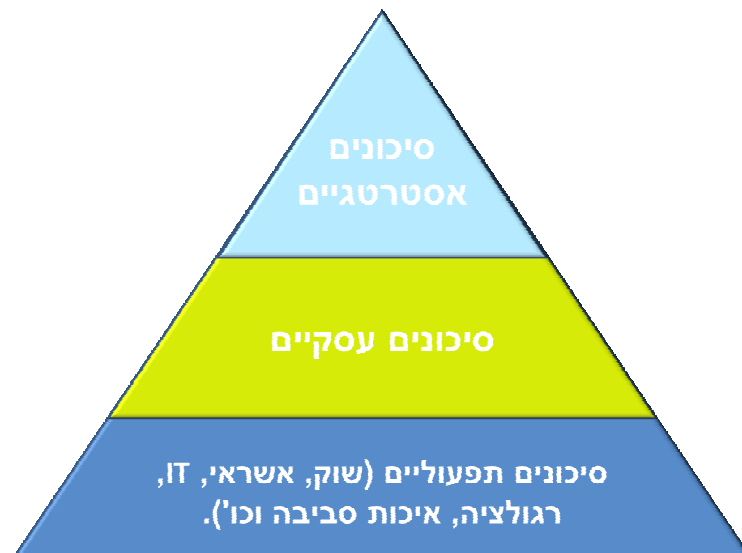 סיכונים
אסטרטגיים
סיכונים עסקיים
סיכונים תפעוליים (שוק, אשראי, IT,
רגולציה, איכות סביבה וכו').